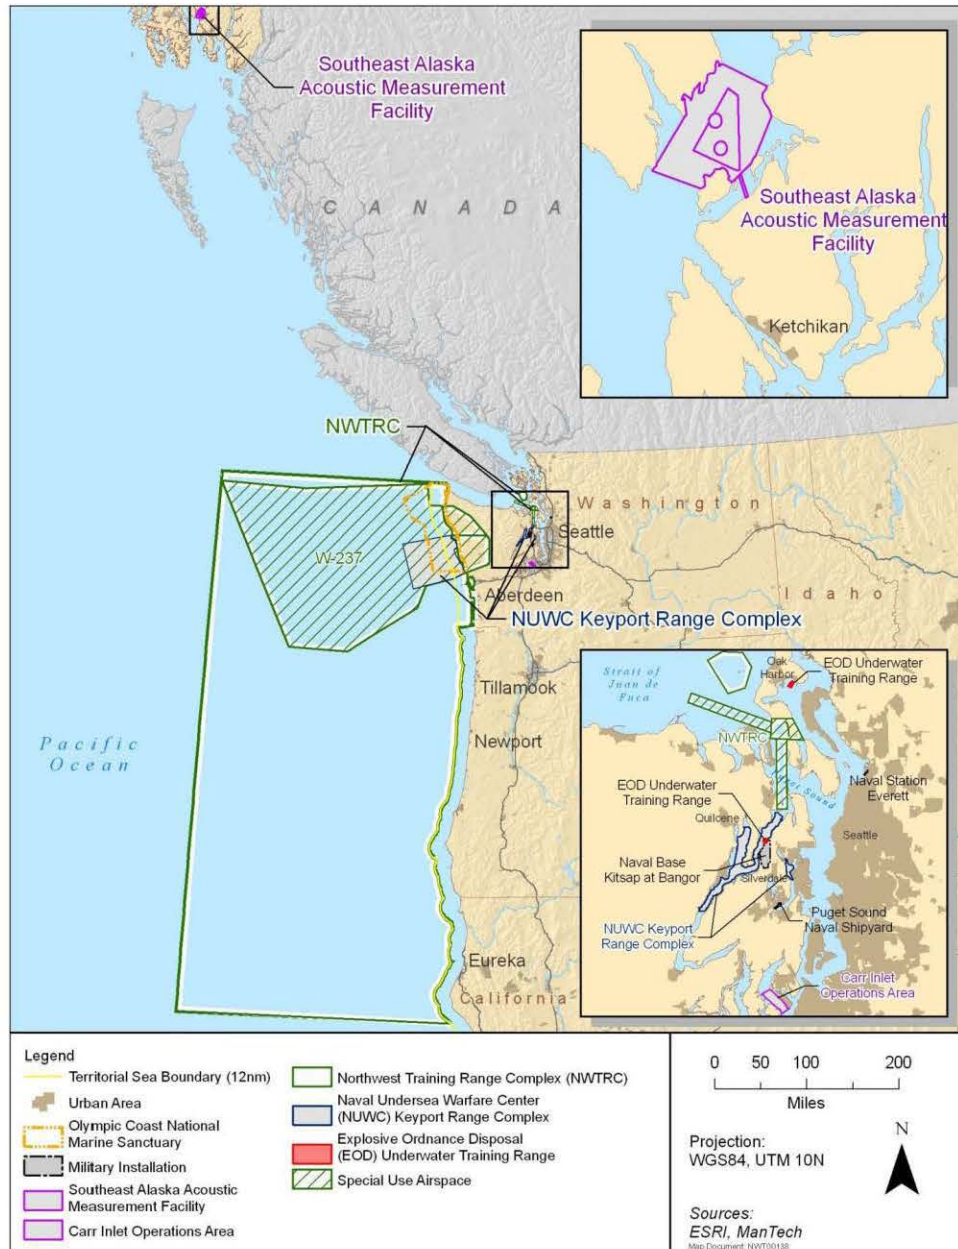 Southeast Alaska
Acoustic Measurement
Facility
C A N A D A
Southeast Alaska
Acoustic Measurement
Facility
Ketchikan
NWTRC
W-237
Washington
Seattle
Aberdeen
Idaho
NUWC Keyport Range Complex
Tillamook
Newport
Pacific
Ocean
Eureka
California
Strait of
Juan de
Fuca
Oak
Harbor
EOD Underwater
Training Range
NWTRC
EOD Underwater
Training Range
Sound
Naval Station
Everett
Quilcene
Seattle
Naval Base
Kitsap at Bangor
Silverdale
Puget Sound
Naval Shipyard
NUWC Keyport
Range Complex
Carr Inlet
Operations Area
Legend
Territorial Sea Boundary (12nm)
Urban Area
Olympic Coast National
Marine Sanctuary
Military Installation
Southeast Alaska Acoustic
Measurement Facility
Carr Inlet Operations Area
Northwest Training Range Complex (NWTRC)
Naval Undersea Warfare Center
(NUWC) Keyport Range Complex
Explosive Ordnance Disposal
(EOD) Underwater Training Range
Special Use Airspace
0 50 100 200
Miles
Projection:
WGS84, UTM 10N
N
Sources:
ESRI, ManTech
Map Document: NWT00138